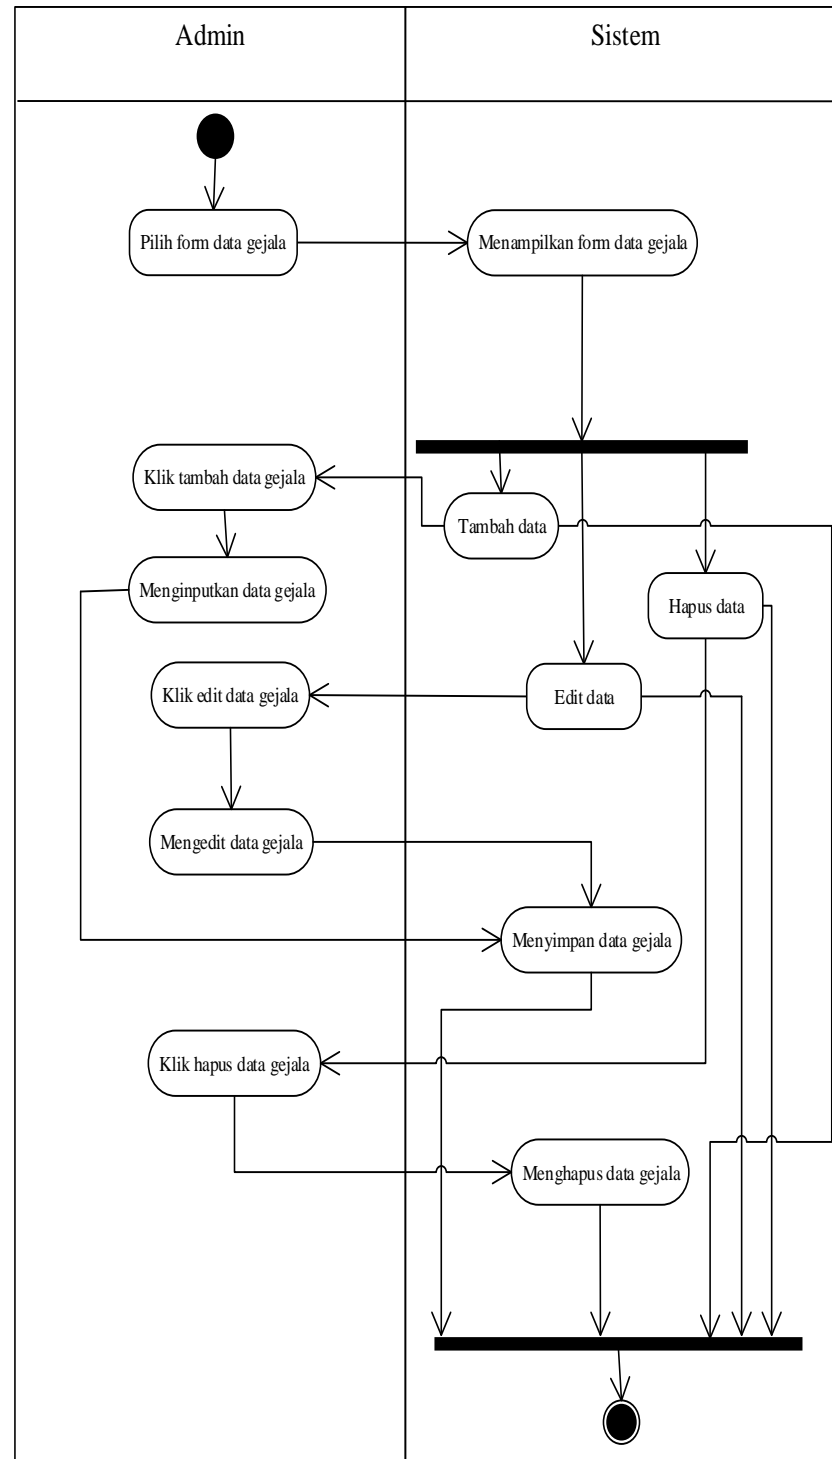 Admin
Sistem
Pilih form data gejala
Menampilkan form data gejala
Klik tambah data gejala
Tambah data
Menginputkan data gejala
Hapus data
Klik edit data gejala
Edit data
Mengedit data gejala
Menyimpan data gejala
Klik hapus data gejala
Menghapus data gejala